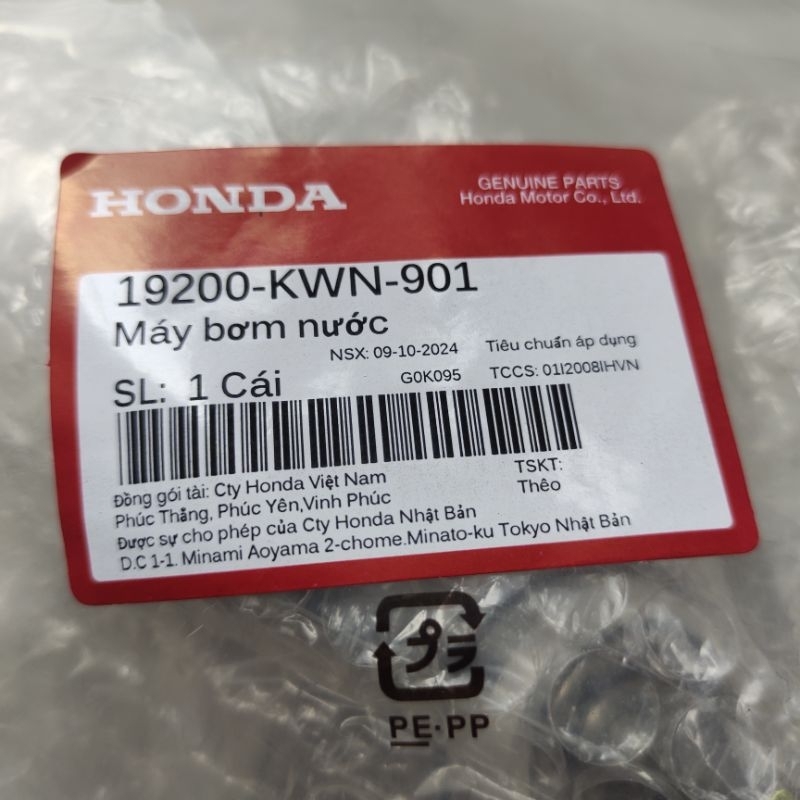 HONDA
GENUINE PARTS
Honda Motor Co., Ltd.
19200-KWN-901
Máy bơm nước
NSX: 09-10-2024 Tiêu chuẩn áp dụng
SL: 1 Cái G0K095 TCCS: 01I2008IHVN
Đồng gói tài: Cty Honda Việt Nam
Phúc Thắng, Phúc Yên,Vinh Phúc
TSKT:
Thêo
Được sự cho phép của Cty Honda Nhật Bản
D.C 1-1. Minami Aoyama 2-chome.Minato-ku Tokyo Nhật Bản
プラ
PE·PP